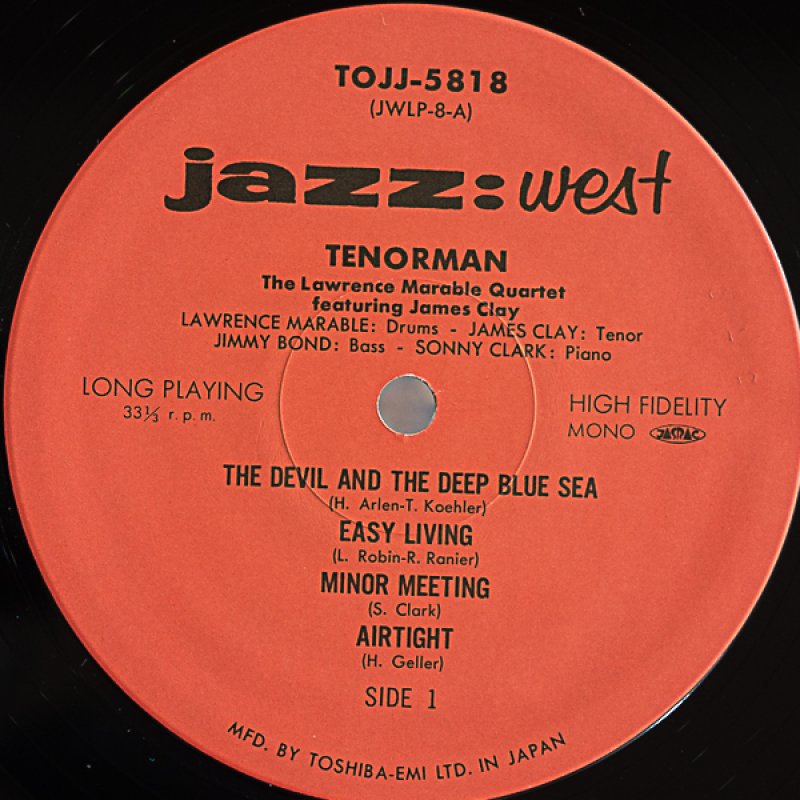 TOJJ-5818
(JWLP-8-A)
jazz:west
TENORMAN
The Lawrence Marable Quartet
featuring James Clay
LAWRENCE MARABLE: Drums - JAMES CLAY: Tenor
JIMMY BOND: Bass - SONNY CLARK: Piano
LONG PLAYING
33⅓ r.p.m.
HIGH FIDELITY
MONO JASRAC
THE DEVIL AND THE DEEP BLUE SEA
(H. Arlen-T. Koehler)
EASY LIVING
(L. Robin-R. Ranier)
MINOR MEETING
(S. Clark)
AIRTIGHT
(H. Geller)
SIDE 1
MFD. BY TOSHIBA-EMI LTD. IN JAPAN